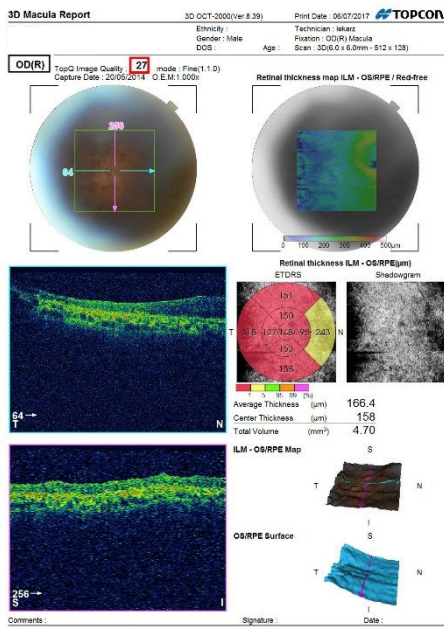 3D Macula Report 3D OCT-2000(Ver.8.39) Print Date : 06/07/2017 TOPCON
Ethnicity : Technician : lekarz
Gender : Male Fixation : OD(R) Macula
DOB : Age : Scan : 3D(6.0 x 6.0mm - 512 x 128)
OD(R) TopQ Image Quality : 27 mode : Fine(1.1.0)
Capture Date : 20/05/2014 O.E.M:1.000x
Retinal thickness map ILM - OS/RPE / Red-free
256
64
0 100 200 300 400 500um
Retinal thickness ILM - OS/RPE(µm)
ETDRS Shadowgram
151
150
T 118 127 148 95 243 N
153
1 5 95 99 (%)
Average Thickness (µm) 166.4
Center Thickness (µm) 158
Total Volume (mm³) 4.70
64→
T N
ILM - OS/RPE Map S
T N
I
OS/RPE Surface S
T N
I
256→
S I
Comments : Signature : Date :